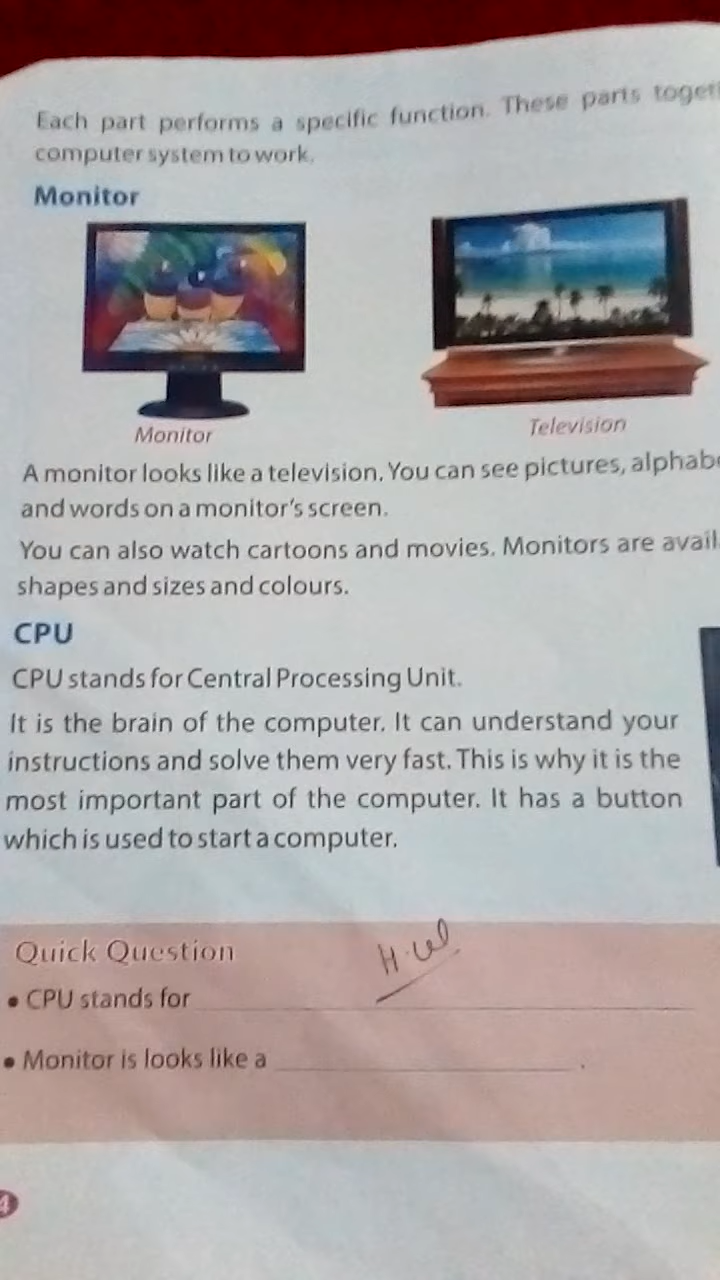 Each part performs a specific function. These parts
computer system to work.
Monitor
Monitor
Television
A monitor looks like a television. You can see pictures,
and words on a monitor's screen.
You can also watch cartoons and movies. Monitors are
shapes and sizes and colours.
CPU
CPU stands for Central Processing Unit.
It is the brain of the computer. It can understand your
instructions and solve them very fast. This is why it is the
most important part of the computer. It has a button
which is used to start a computer.
Quick Question
H.W
• CPU stands for
• Monitor is looks like a .
4